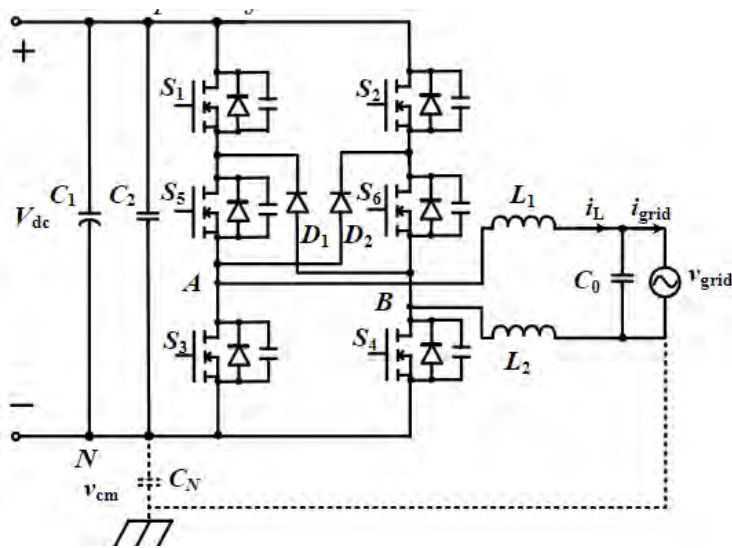 S1
S2
+
C1
C2
S5
S6
L1
iL
igrid
Vdc
D1
D2
C0
vgrid
A
B
S3
S4
L2
−
N
CN
vcm